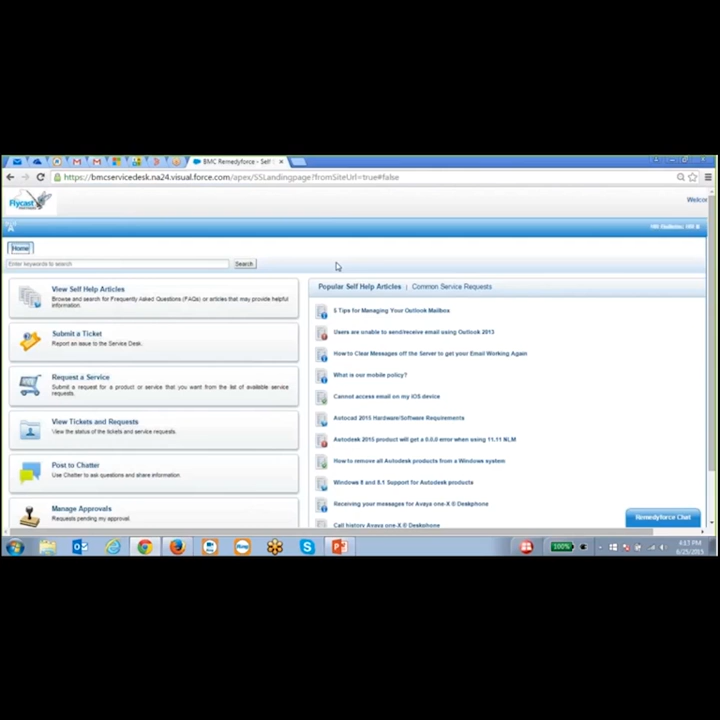 BMC Remedyforce - Self S
https://bmcservicedesk.na24.visual.force.com/apex/SSLandingpage?fromSiteUrl=true#false
Flycast
Welcor
Home
Enter keywords to search
Search
View Self Help Articles
Browse and search for Frequently Asked Questions (FAQs) or articles that may provide helpful
information.
Submit a Ticket
Report an issue to the Service Desk.
Request a Service
Submit a request for a product or service that you want from the list of available service
requests.
View Tickets and Requests
View the status of the tickets and service requests.
Post to Chatter
Use Chatter to ask questions and share information.
Manage Approvals
Requests pending my approval.
Popular Self Help Articles | Common Service Requests
5 Tips for Managing Your Outlook Mailbox
Users are unable to send/receive email using Outlook 2013
How to Clear Messages off the Server to get your Email Working Again
What is our mobile policy?
Cannot access email on my iOS device
Autocad 2015 Hardware/Software Requirements
Autodesk 2015 product will get a 0.0.0 error when using 11.11 NLM
How to remove all Autodesk products from a Windows system
Windows 8 and 8.1 Support for Autodesk products
Receiving your messages for Avaya one-X ® Deskphone
Call history Avaya one-X ® Deskphone
Remedyforce Chat
100%
6/25/2015